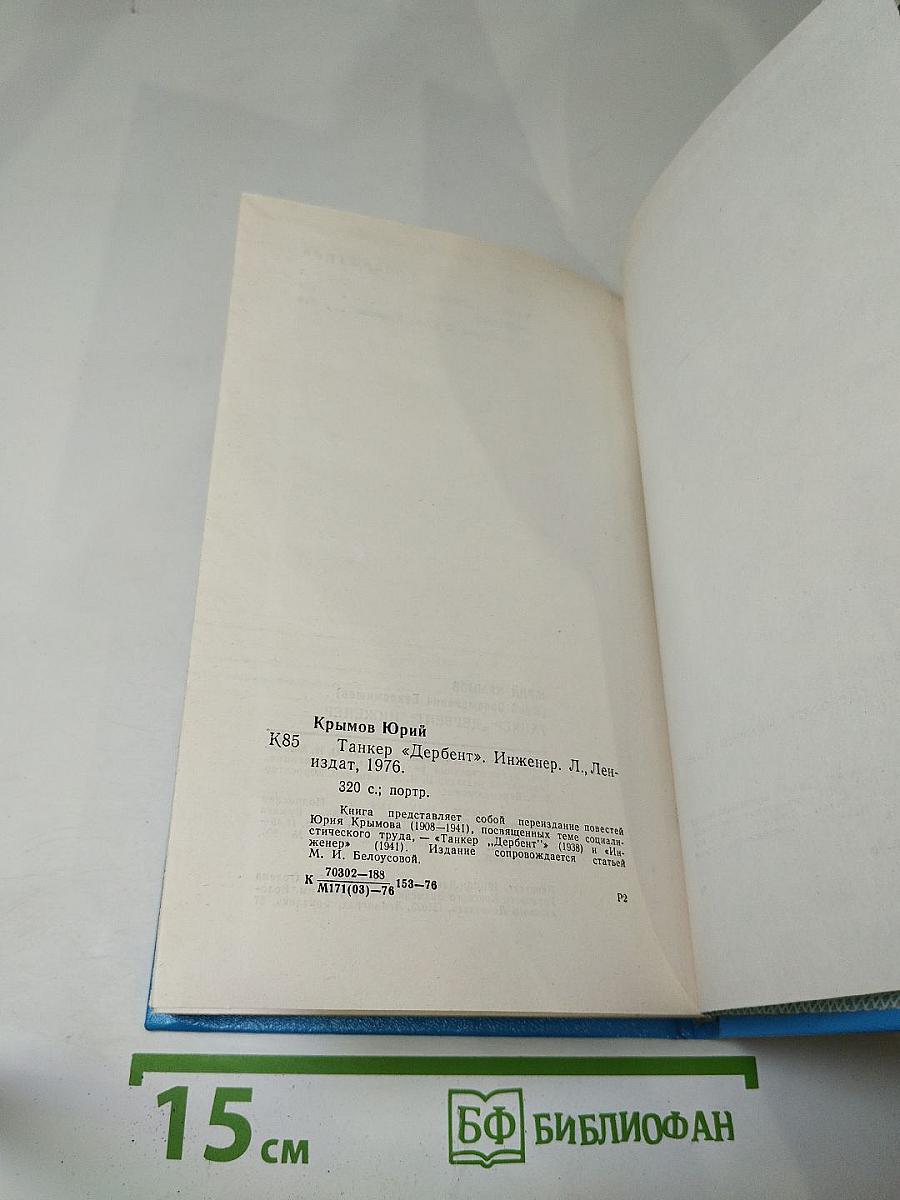 Крымов Юрий
К85 Танкер «Дербент». Инженер. Л., Лен-
издат, 1976.
320 с.; портр.
Книга представляет собой переиздание повестей
Юрия Крымова (1908—1941), посвященных теме социали-
стического труда, — «Танкер „Дербент"» (1938) и «Ин-
женер» (1941). Издание сопровождается статьей
М. И. Белоусовой.
К 70302—188
М171(03)—76 153—76
Р2
15 см
БФ БИБЛИОФАН